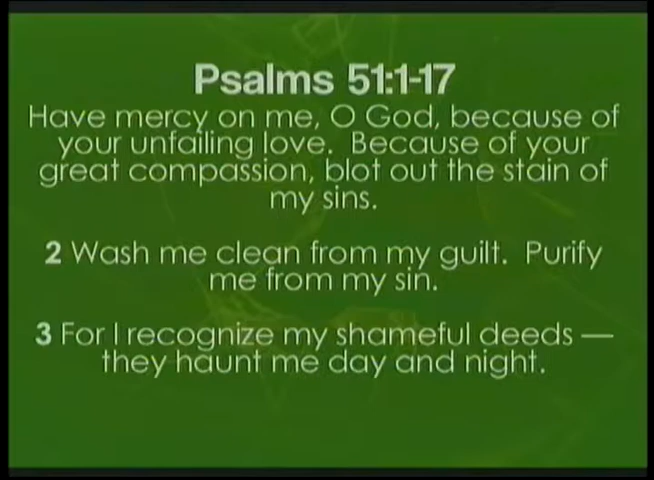 Psalms 51:1-17
Have mercy on me, O God, because of
your unfailing love.  Because of your
great compassion, blot out the stain of
my sins.
2 Wash me clean from my guilt.  Purify
me from my sin.
3 For I recognize my shameful deeds —
they haunt me day and night.